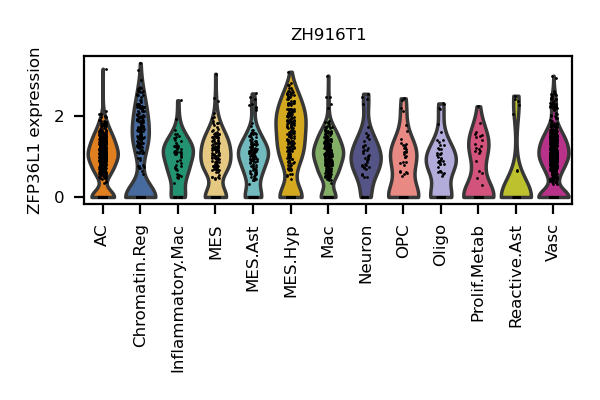 ZH916T1
ZFP36L1 expression
2
0
AC
Chromatin.Reg
Inflammatory.Mac
MES
MES.Ast
MES.Hyp
Mac
Neuron
OPC
Oligo
Prolif.Metab
Reactive.Ast
Vasc